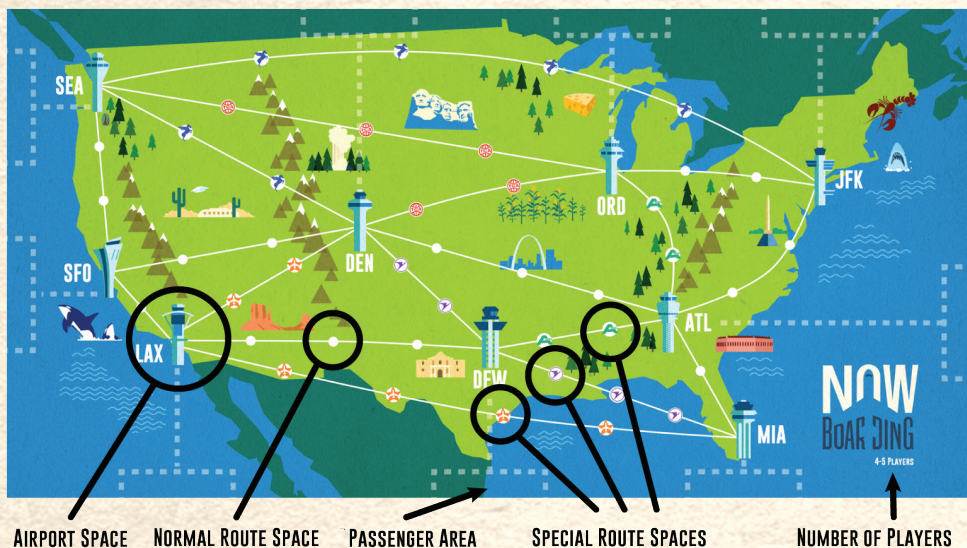 SEA
JFK
ORD
SFO
DEN
LAX
ATL
DFW
MIA
NOW
BOARDING
4-5 PLAYERS
AIRPORT SPACE
NORMAL ROUTE SPACE
PASSENGER AREA
SPECIAL ROUTE SPACES
NUMBER OF PLAYERS